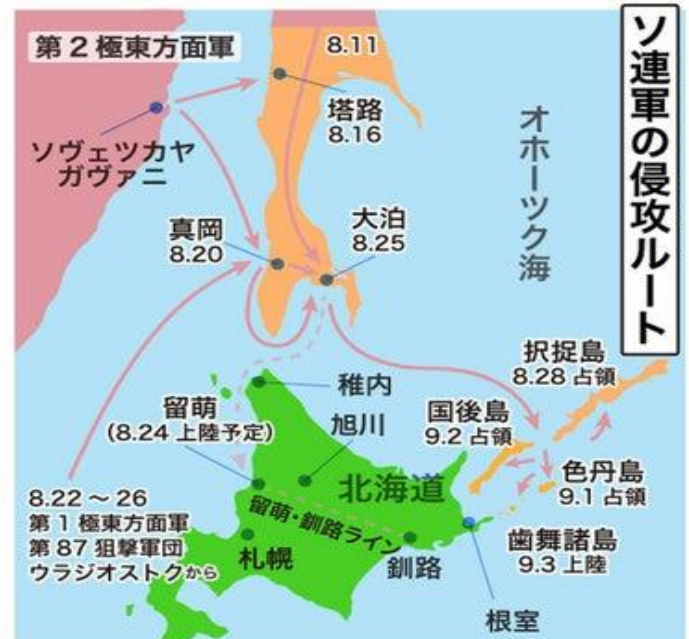 ソ連軍の侵攻ルート
第２極東方面軍
8.11
塔路
8.16
ソヴェツカヤ
ガヴァニ
オホーツク海
真岡
8.20
大泊
8.25
択捉島
8.28 占領
稚内
留萌
（8.24 上陸予定）
旭川
国後島
9.2 占領
北海道
色丹島
9.1 占領
8.22 ～ 26
第１極東方面軍
第 87 狙撃軍団
ウラジオストクから
留萌・釧路ライン
札幌
釧路
歯舞諸島
9.3 上陸
根室